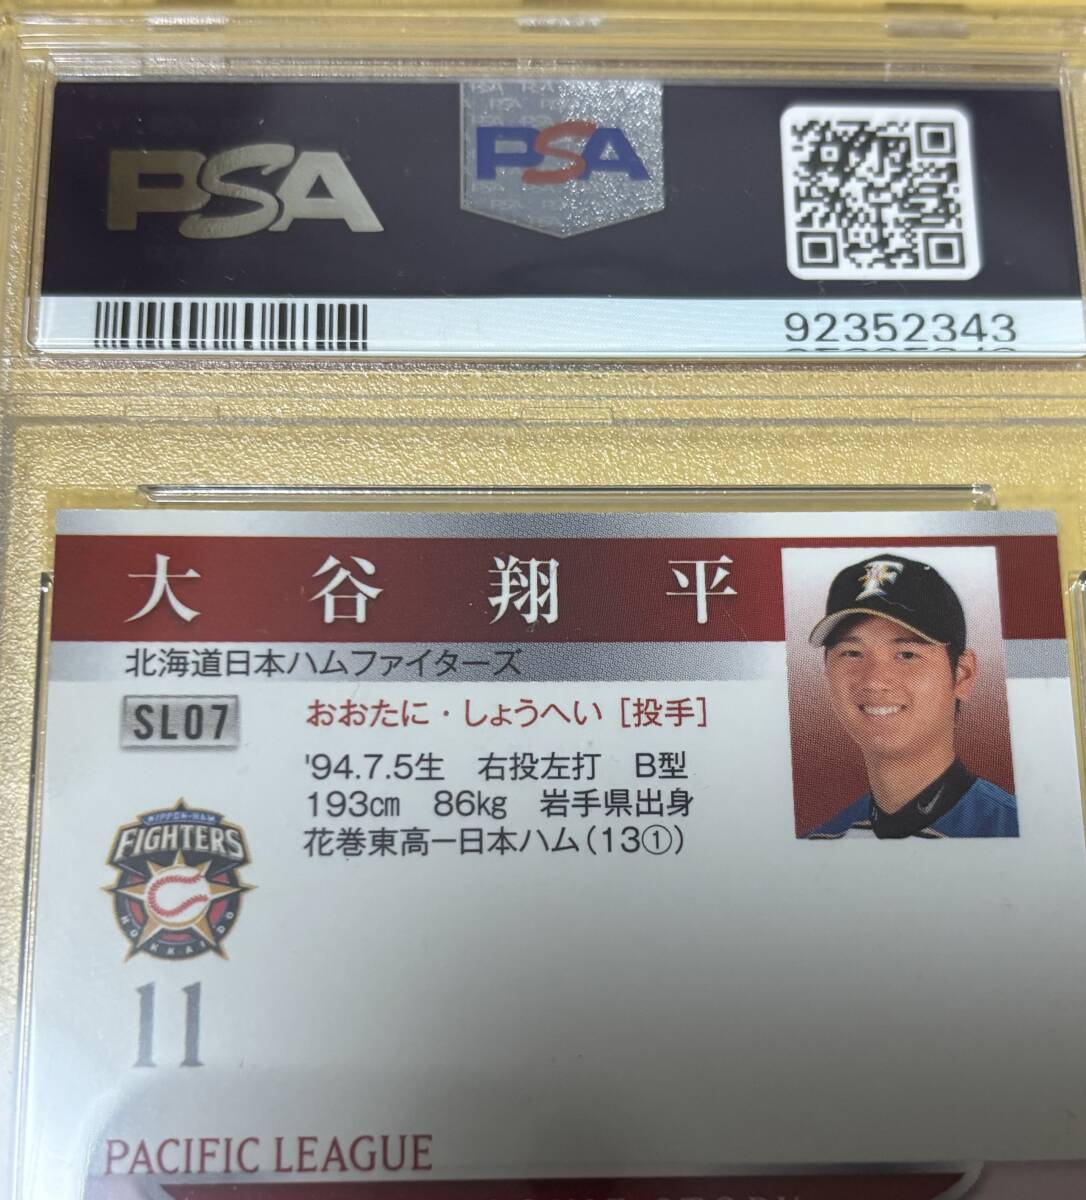 PSA
PSA
92352343
大谷翔平
北海道日本ハムファイターズ
SL07
おおたに・しょうへい [投手]
'94.7.5生 右投左打 B型
193cm 86kg 岩手県出身
花巻東高ー日本ハム(13①)
F
NIPPON-HAM
FIGHTERS
HOKKAIDO
11
PACIFIC LEAGUE